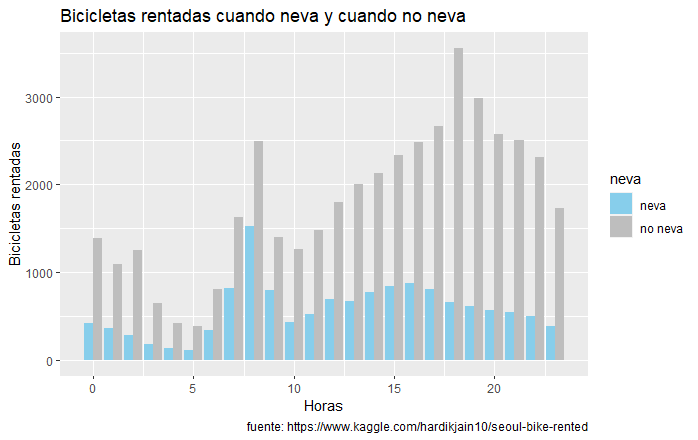 Bicicletas rentadas cuando neva y cuando no neva
Bicicletas rentadas
3000
2000
1000
0
0
5
10
15
20
Horas
neva
neva
no neva
fuente: https://www.kaggle.com/hardikjain10/seoul-bike-rented